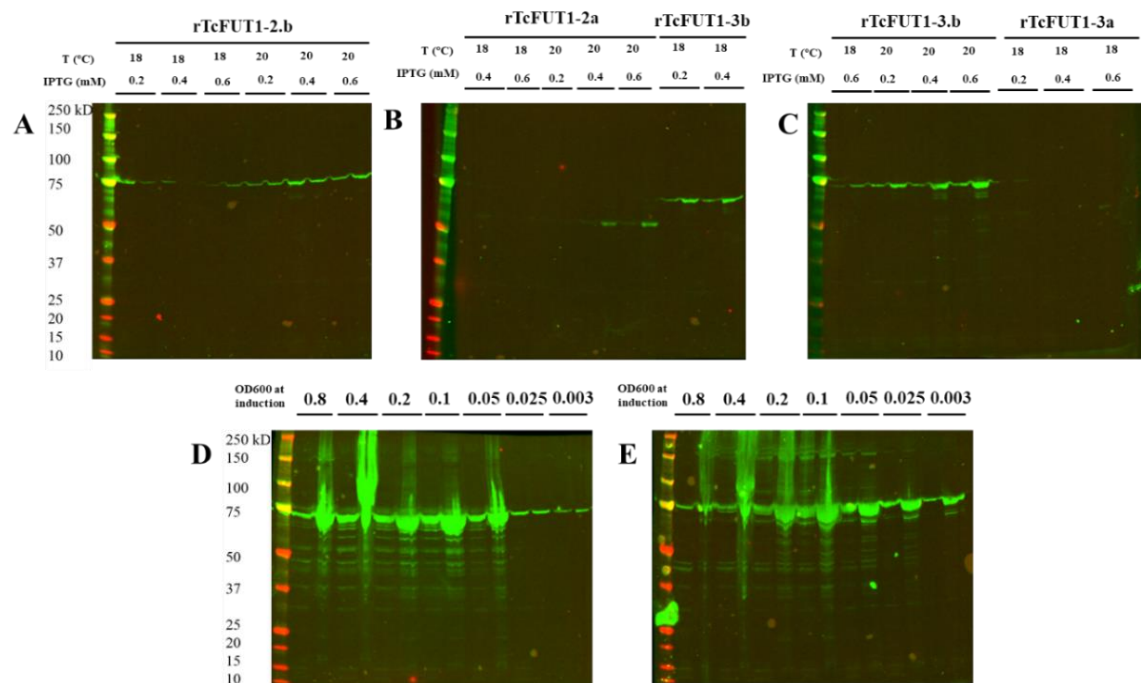 rTcFUT1-2.b
T (ºC) 18 18 18 20 20 20
IPTG (mM) 0.2 0.4 0.6 0.2 0.4 0.6
A
250 kD
150
100
75
50
37
25
20
15
10
rTcFUT1-2a rTcFUT1-3b
18 18 20 20 20 18 18
0.4 0.6 0.2 0.4 0.6 0.2 0.4
B
rTcFUT1-3.b rTcFUT1-3a
T (ºC) 18 20 20 20 18 18 18
IPTG (mM) 0.6 0.2 0.4 0.6 0.2 0.4 0.6
C
OD600 at
induction 0.8 0.4 0.2 0.1 0.05 0.025 0.003
D
250 kD
150
100
75
50
37
25
20
15
10
OD600 at
induction 0.8 0.4 0.2 0.1 0.05 0.025 0.003
E